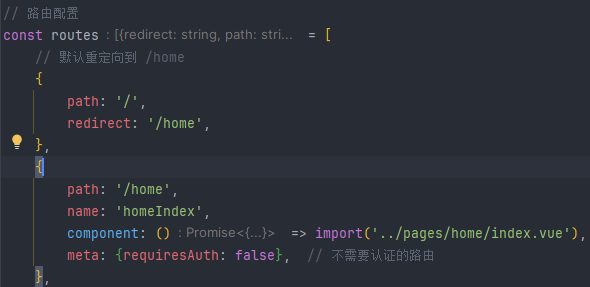 // 路由配置
const routes : [{redirect: string, path: stri... = [
// 默认重定向到 /home
{
path: '/',
redirect: '/home',
},
{
path: '/home',
name: 'homeIndex',
component: () : Promise<{...}> => import('../pages/home/index.vue'),
meta: {requiresAuth: false}, // 不需要认证的路由
},